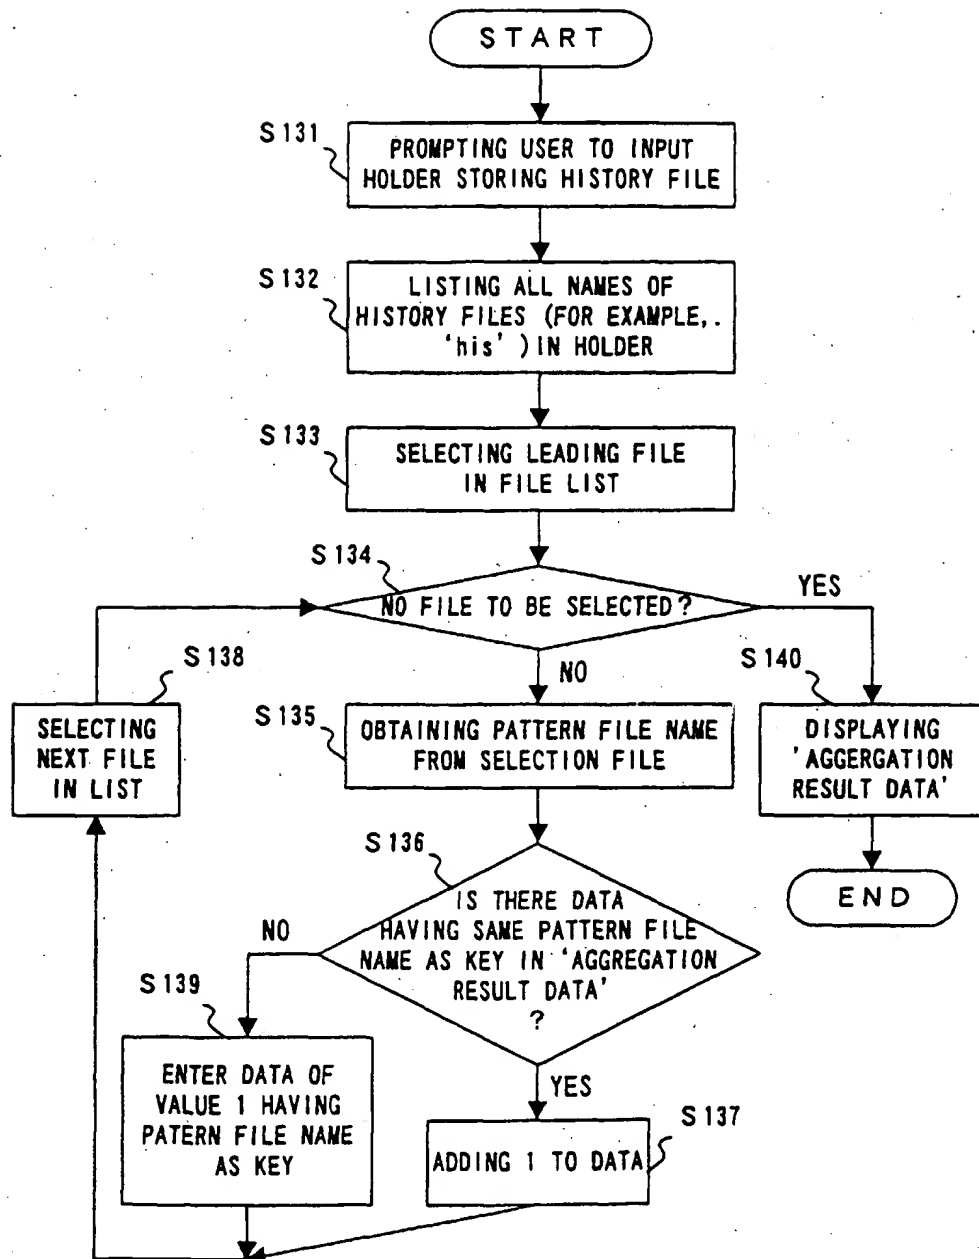 START
S131
PROMPTING USER TO INPUT
HOLDER STORING HISTORY FILE
S132
LISTING ALL NAMES OF
HISTORY FILES (FOR EXAMPLE, .
'his' ) IN HOLDER
S133
SELECTING LEADING FILE
IN FILE LIST
S134
NO FILE TO BE SELECTED?
YES
NO
S138
SELECTING
NEXT FILE
IN LIST
S135
OBTAINING PATTERN FILE NAME
FROM SELECTION FILE
S140
DISPLAYING
'AGGERGATION
RESULT DATA'
END
S136
IS THERE DATA
HAVING SAME PATTERN FILE
NAME AS KEY IN 'AGGREGATION
RESULT DATA'
?
NO
YES
S139
ENTER DATA OF
VALUE 1 HAVING
PATERN FILE NAME
AS KEY
S137
ADDING 1 TO DATA